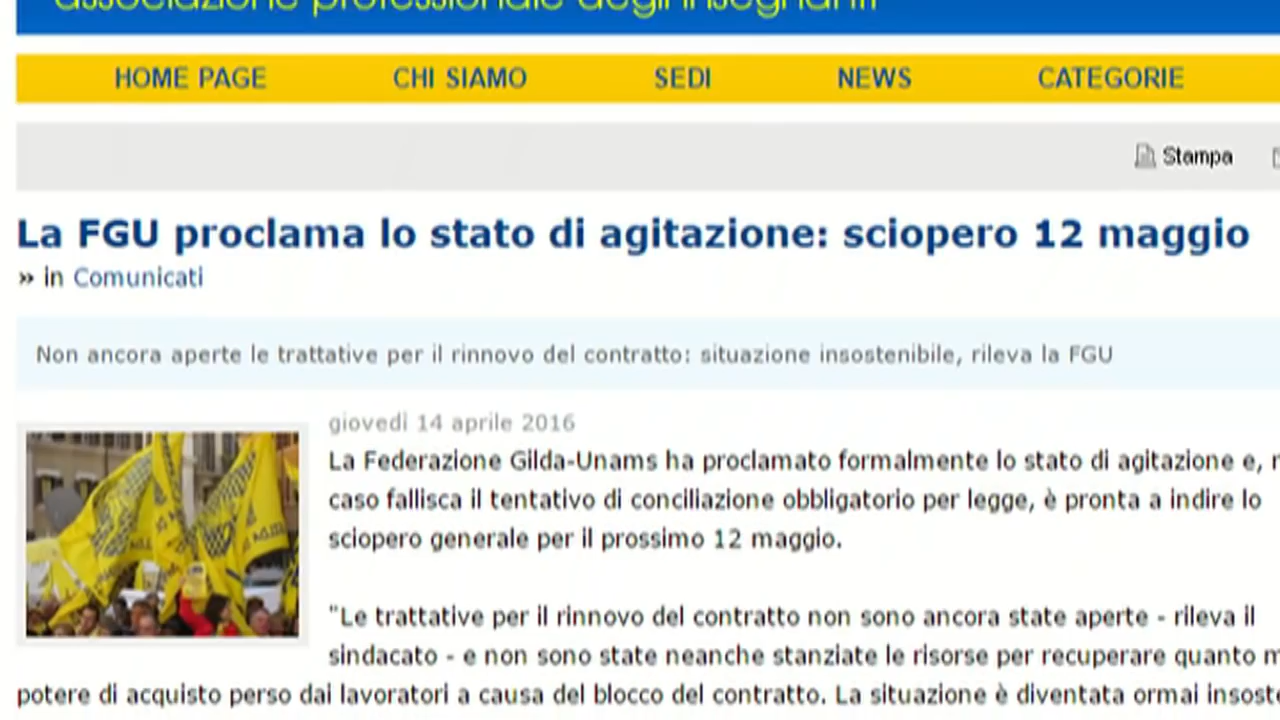 associazione professionale degli insegnanti
HOME PAGE CHI SIAMO SEDI NEWS CATEGORIE
Stampa
La FGU proclama lo stato di agitazione: sciopero 12 maggio
» in Comunicati
Non ancora aperte le trattative per il rinnovo del contratto: situazione insostenibile, rileva la FGU
giovedì 14 aprile 2016
La Federazione Gilda-Unams ha proclamato formalmente lo stato di agitazione e,
caso fallisca il tentativo di conciliazione obbligatorio per legge, è pronta a indire lo
sciopero generale per il prossimo 12 maggio.
"Le trattative per il rinnovo del contratto non sono ancora state aperte - rileva il
sindacato - e non sono state neanche stanziate le risorse per recuperare quanto
potere di acquisto perso dai lavoratori a causa del blocco del contratto. La situazione è diventata ormai